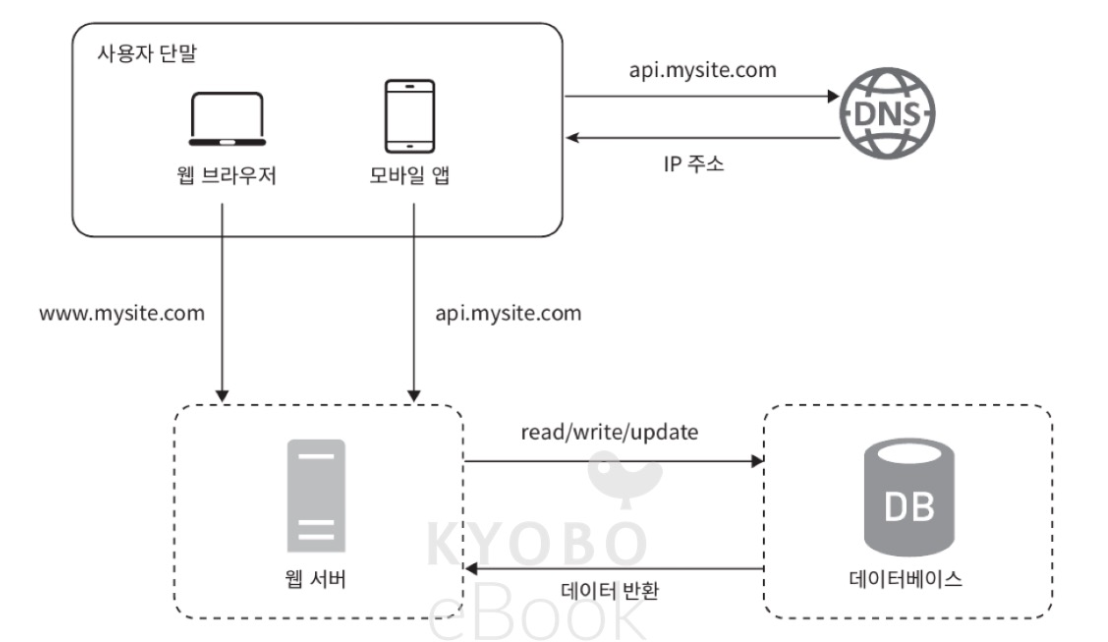 사용자 단말
api.mysite.com
DNS
웹 브라우저
모바일 앱
IP 주소
www.mysite.com
api.mysite.com
read/write/update
DB
KYOBO
웹 서버
데이터 반환
데이터베이스
eBook